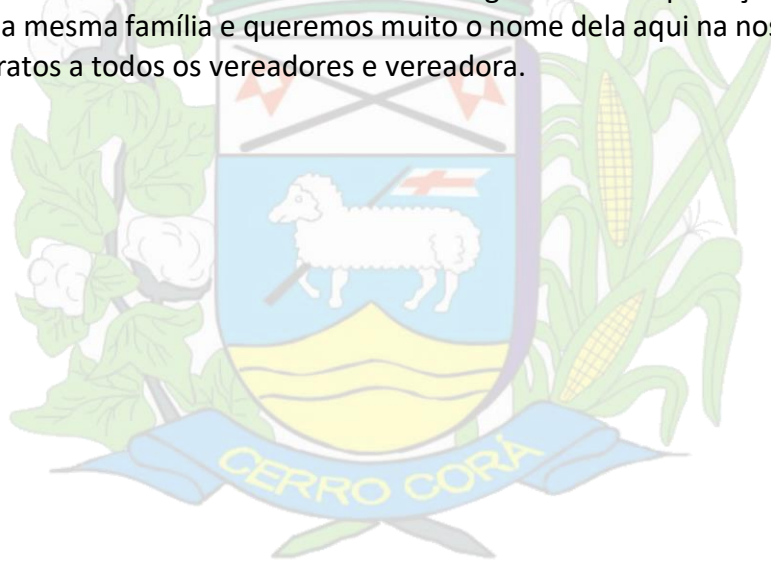 a mesma família e queremos muito o nome dela aqui na nos
ratos a todos os vereadores e vereadora.
CERRO CORÁ